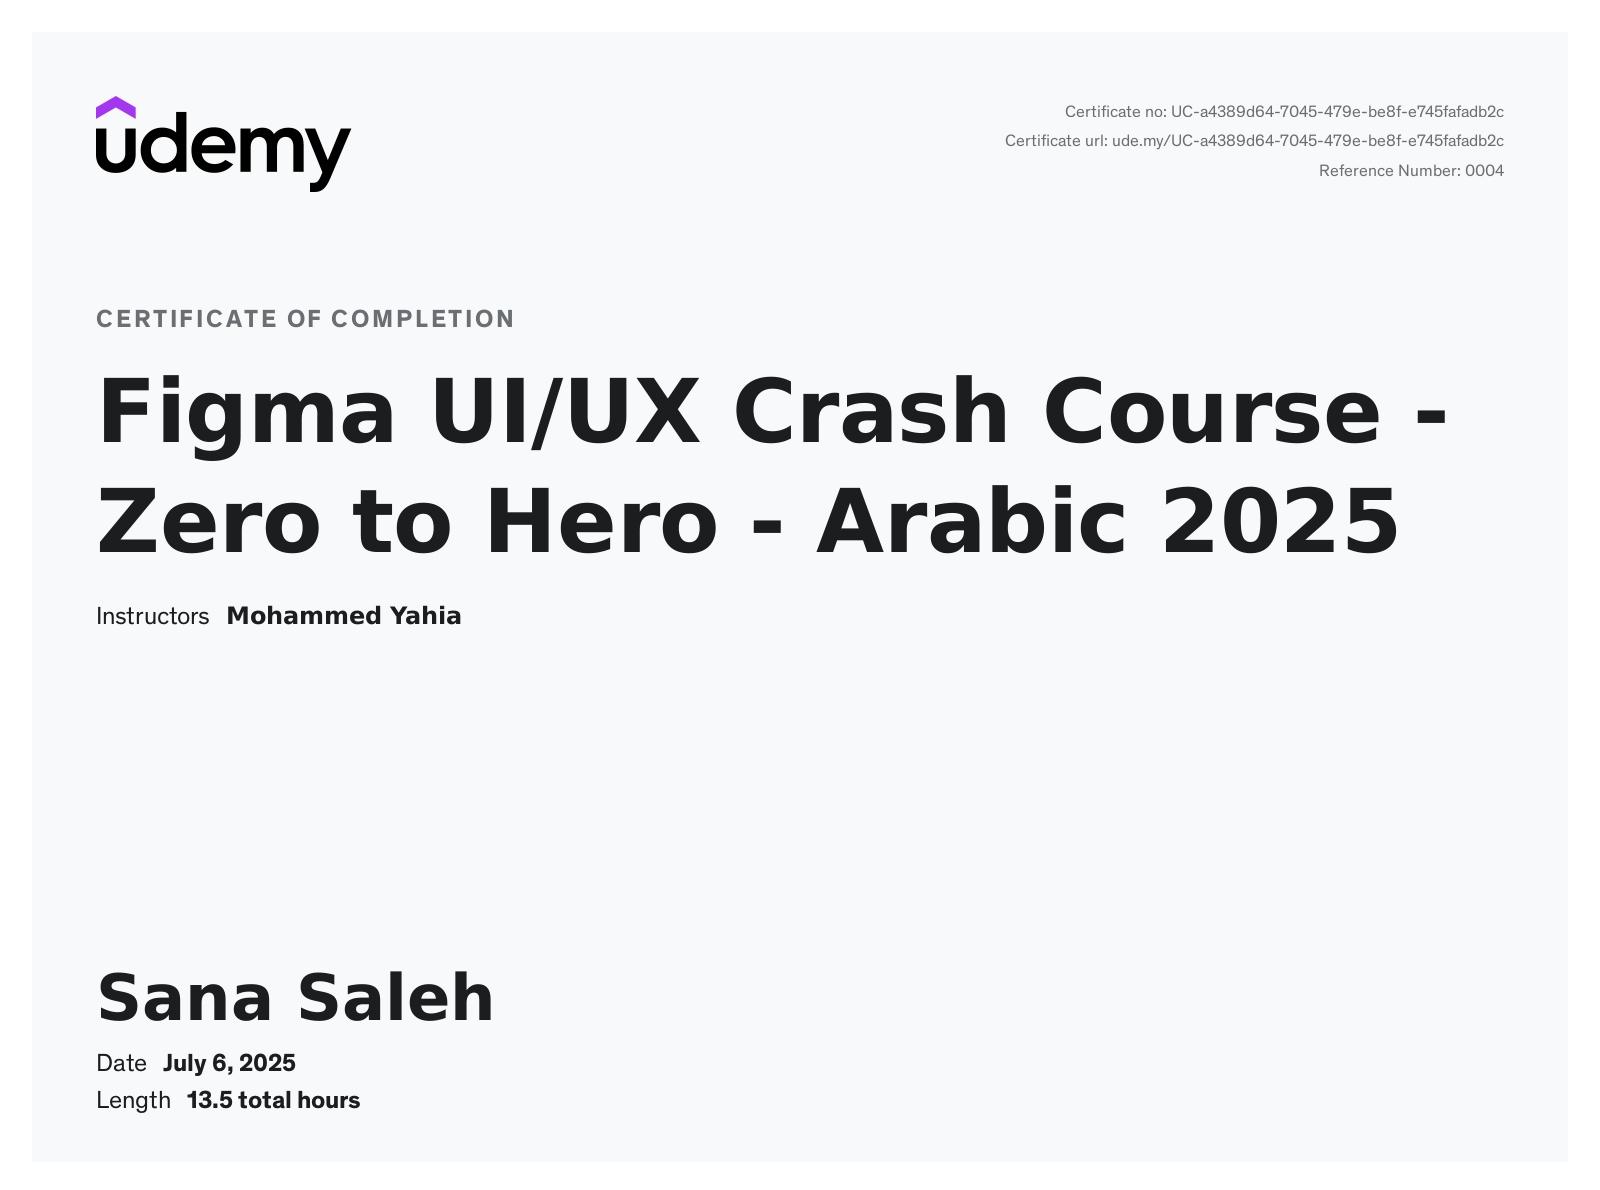 udemy
Certificate no: UC-a4389d64-7045-479e-be8f-e745fafadb2c
Certificate url: ude.my/UC-a4389d64-7045-479e-be8f-e745fafadb2c
Reference Number: 0004
CERTIFICATE OF COMPLETION
Figma UI/UX Crash Course -
Zero to Hero - Arabic 2025
Instructors Mohammed Yahia
Sana Saleh
Date July 6, 2025
Length 13.5 total hours